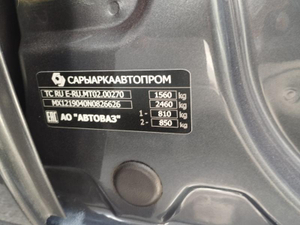 САРЫАРКААВТОПРОМ
TC RU E-RU.MT02.00270 1560 kg
MX1219040N0826626 2460 kg
1 - 810 kg
EAC АО "АВТОВАЗ"
2 - 850 kg